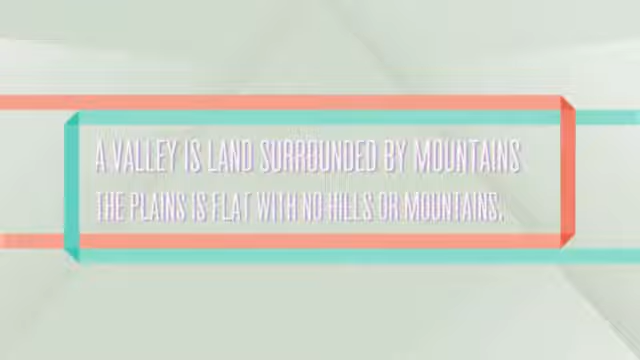 A VALLEY IS LAND SURROUNDED BY MOUNTAINS
THE PLAINS IS FLAT WITH NO HILLS OR MOUNTAINS.